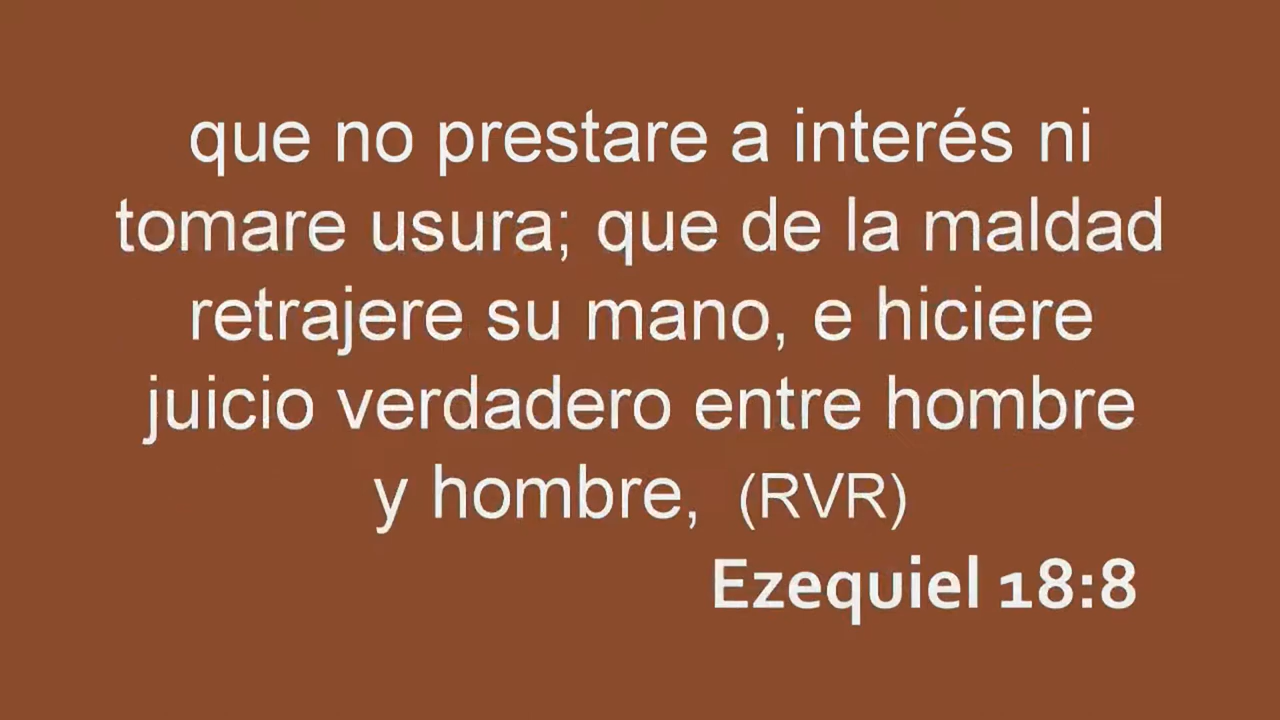 que no prestare a interés ni
tomare usura; que de la maldad
retrajere su mano, e hiciere
juicio verdadero entre hombre
y hombre, (RVR)
Ezequiel 18:8